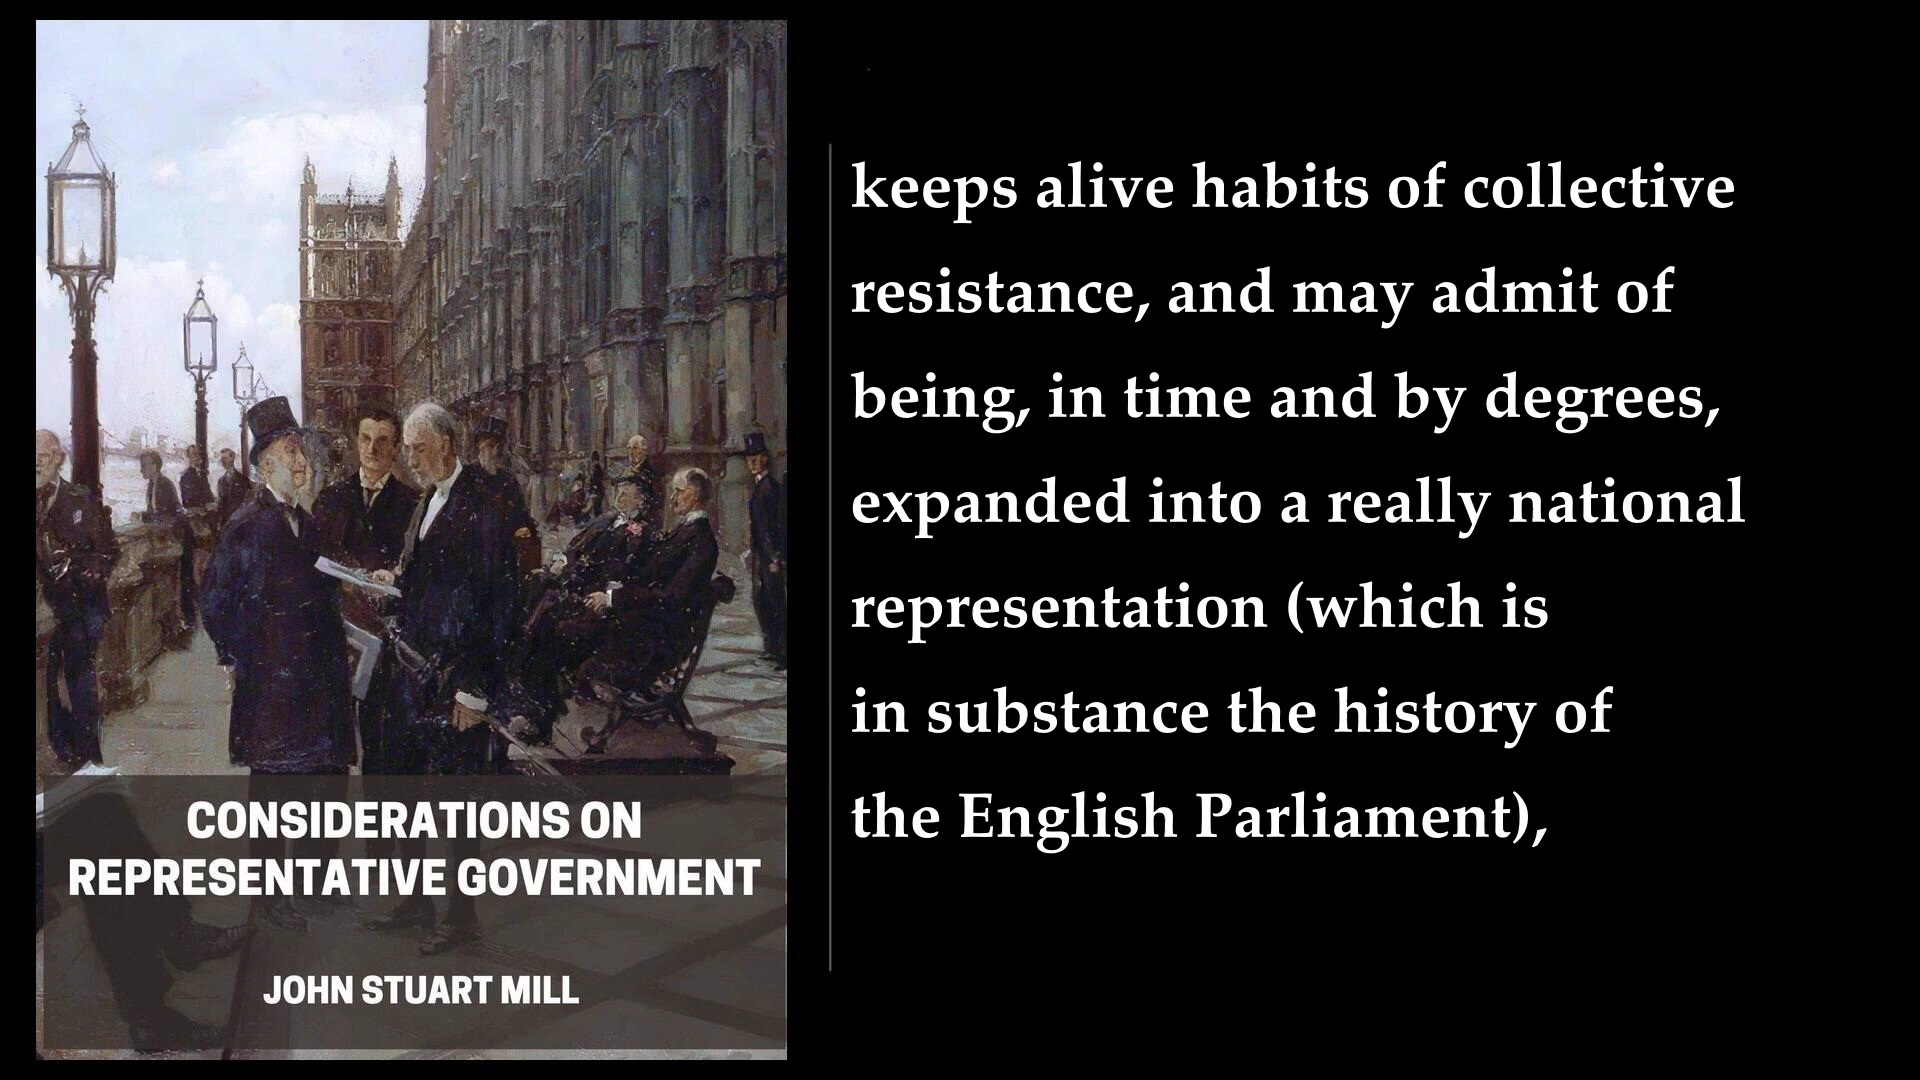 CONSIDERATIONS ON
REPRESENTATIVE GOVERNMENT
JOHN STUART MILL
keeps alive habits of collective
resistance, and may admit of
being, in time and by degrees,
expanded into a really national
representation (which is
in substance the history of
the English Parliament),